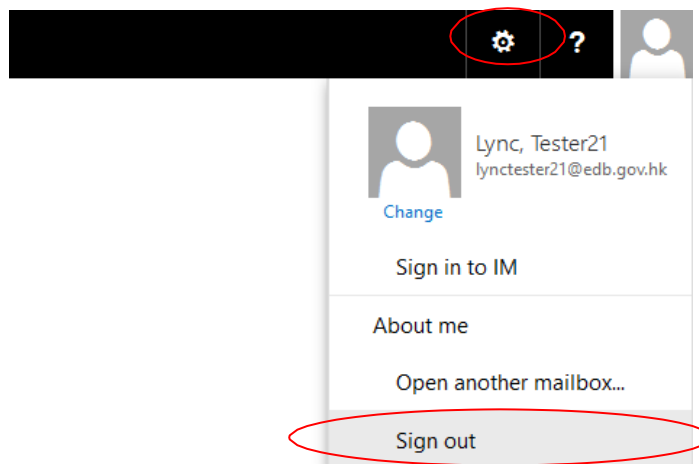 ?
Lync, Tester21
lynctester21@edb.gov.hk
Change
Sign in to IM
About me
Open another mailbox...
Sign out